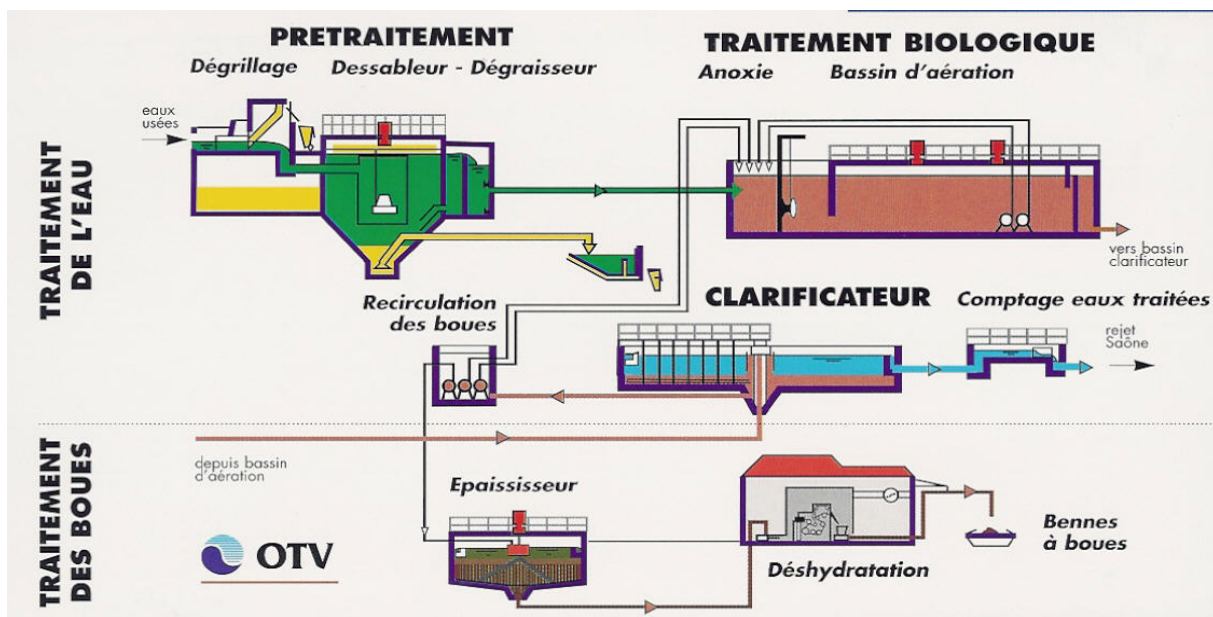 PRETRAITEMENT
TRAITEMENT BIOLOGIQUE
Dégrillage
Dessableur - Dégraisseur
Anoxie
Bassin d'aération
eaux
usées
TRAITEMENT
DE L'EAU
vers bassin
clarificateur
Recirculation
des boues
CLARIFICATEUR
Comptage eaux traitées
rejet
Saône
TRAITEMENT
DES BOUES
depuis bassin
d'aération
Epaississeur
OTV
Déshydratation
Bennes
à boues